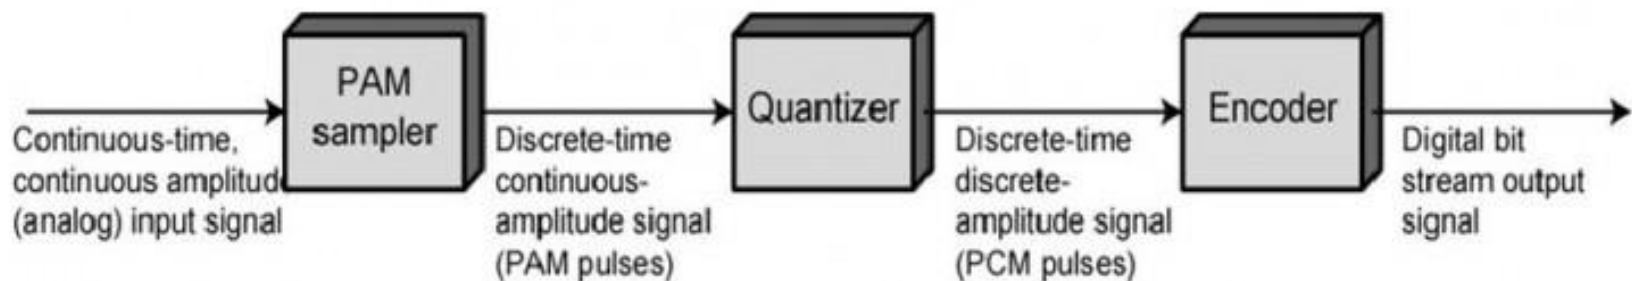 PAM
sampler
Quantizer
Encoder
Continuous-time,
continuous amplitud
(analog) input signal
Discrete-time
continuous-
amplitude signal
(PAM pulses)
Discrete-time
discrete-
amplitude signal
(PCM pulses)
Digital bit
stream output
signal